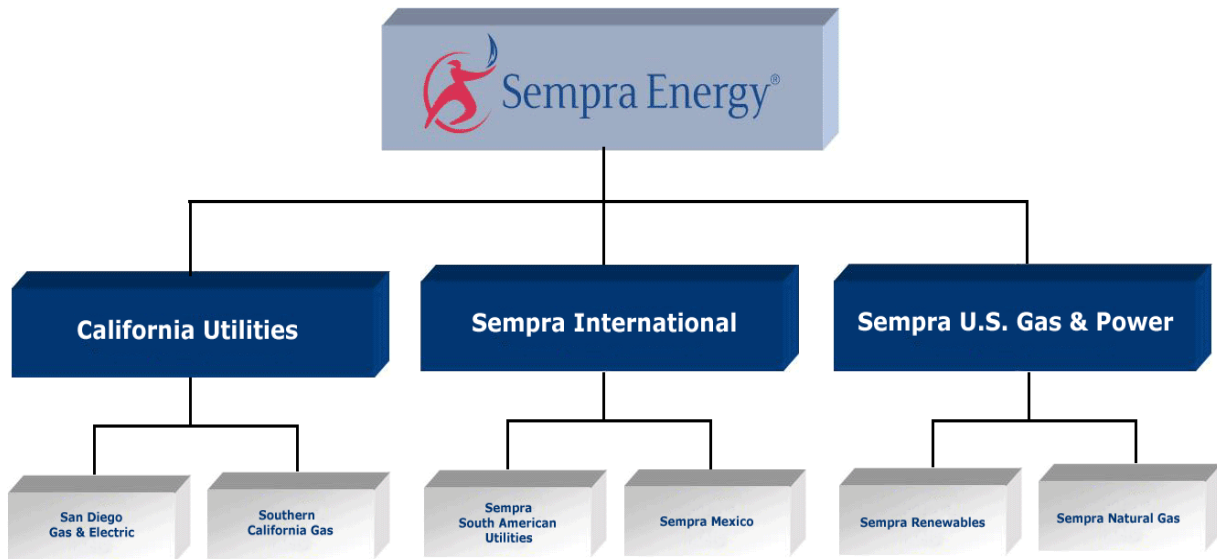 Sempra Energy®
California Utilities
Sempra International
Sempra U.S. Gas & Power
San Diego
Gas & Electric
Southern
California Gas
Sempra
South American
Utilities
Sempra Mexico
Sempra Renewables
Sempra Natural Gas